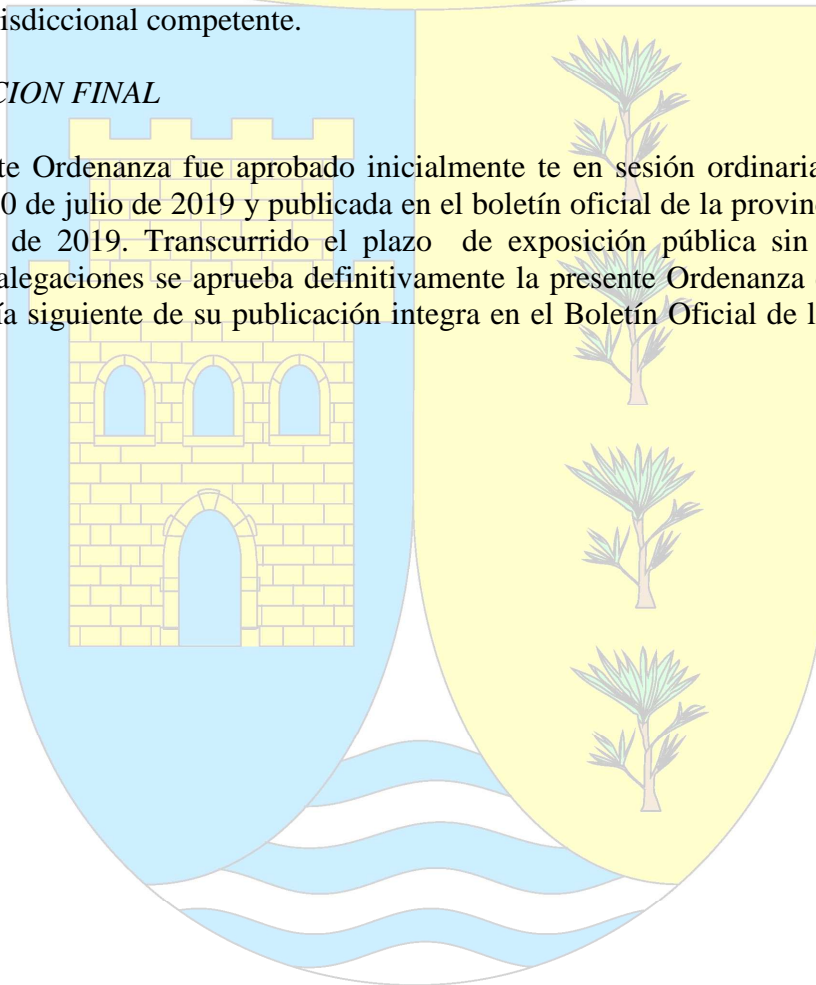 isdiccional competente.
CION FINAL
te Ordenanza fue aprobado inicialmente te en sesión ordinaria
0 de julio de 2019 y publicada en el boletín oficial de la provin
de 2019. Transcurrido el plazo de exposición pública sin
alegaciones se aprueba definitivamente la presente Ordenanza
ía siguiente de su publicación integra en el Boletín Oficial de l